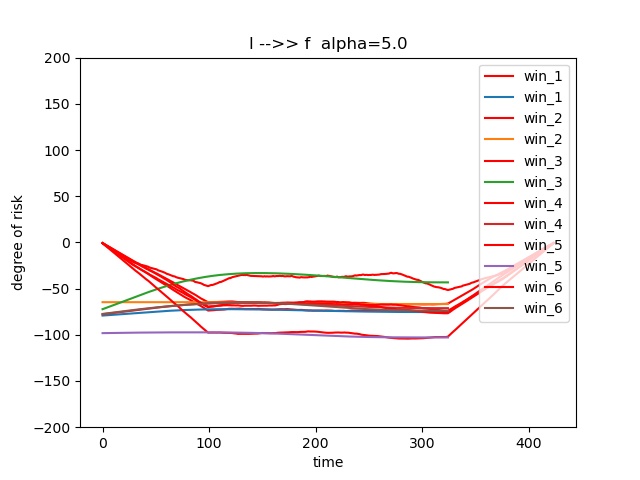 l -->> f  alpha=5.0
degree of risk
200
150
100
50
0
−50
−100
−150
−200
0
100
200
300
400
time
win_1
win_1
win_2
win_2
win_3
win_3
win_4
win_4
win_5
win_5
win_6
win_6